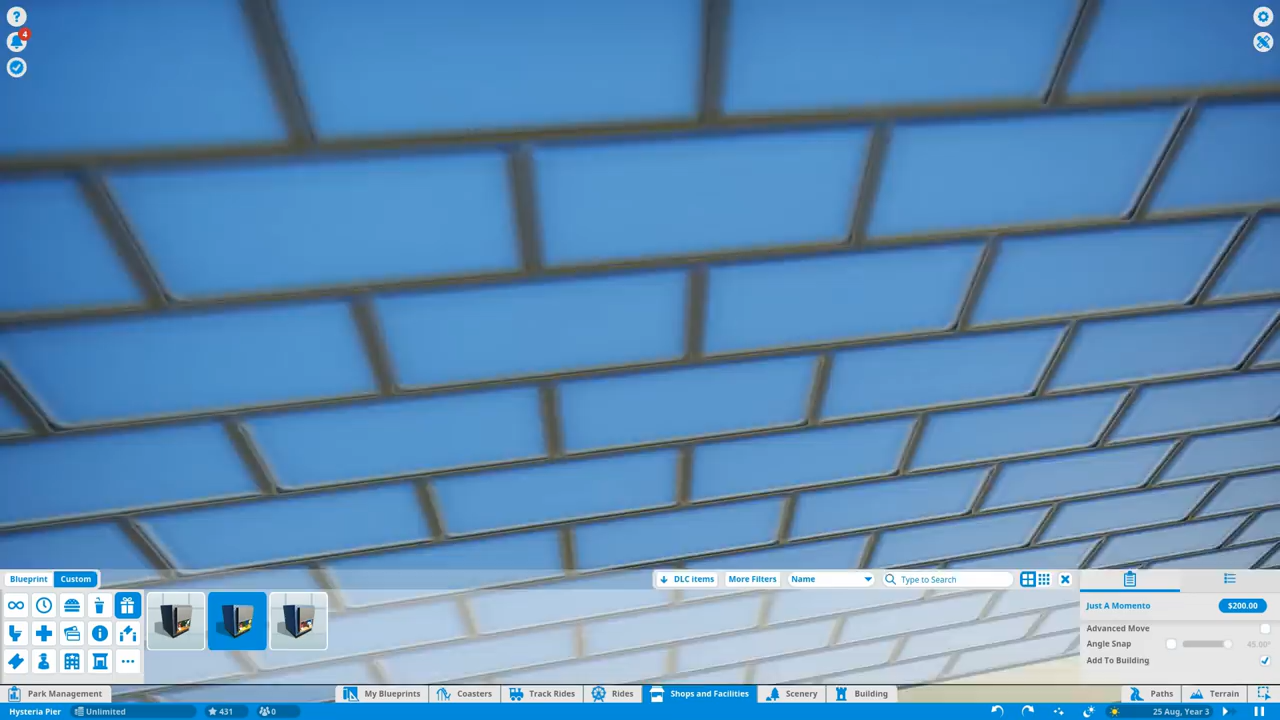 ?
4
Blueprint
Custom
DLC items
More Filters
Name
Type to Search
Just A Momento
$200.00
Advanced Move
Angle Snap
45.00°
Add To Building
Park Management
My Blueprints
Coasters
Track Rides
Rides
Shops and Facilities
Scenery
Building
Paths
Terrain
Hysteria Pier
Unlimited
431
0
25 Aug, Year 3